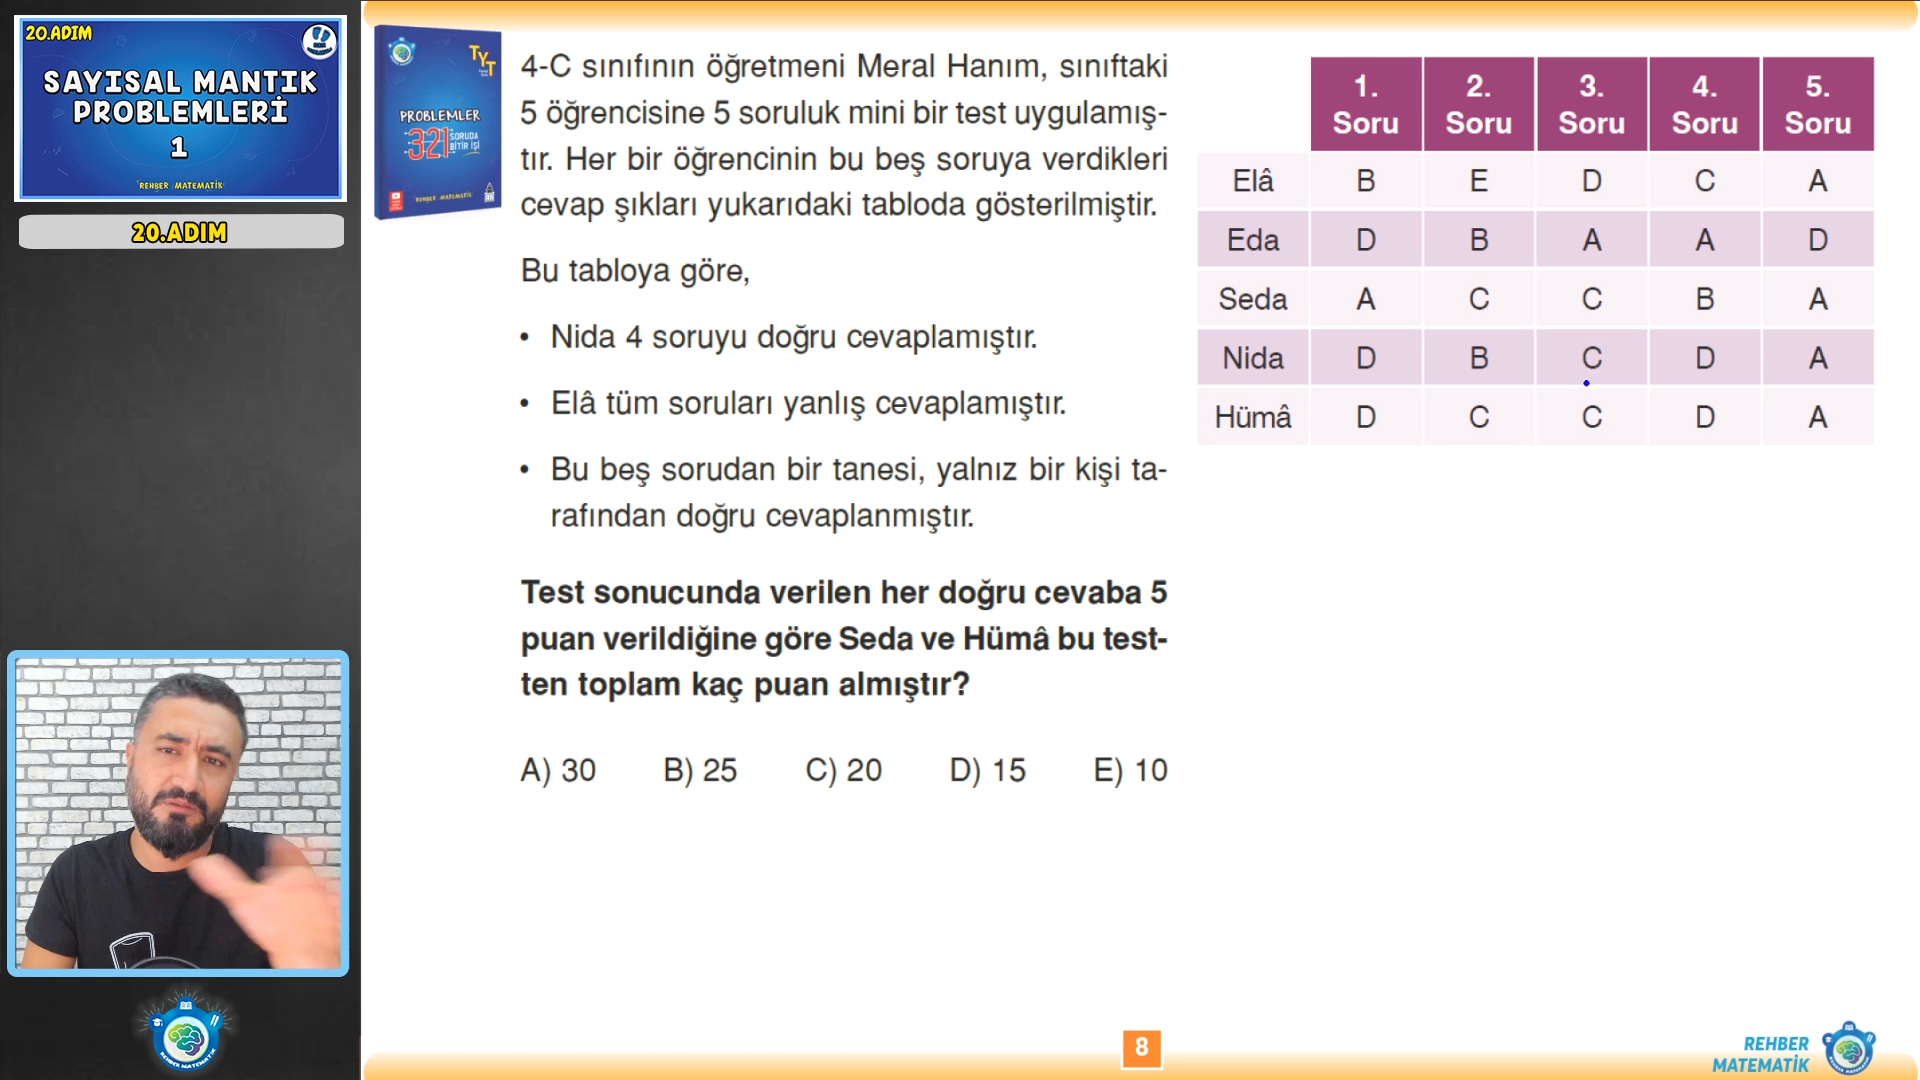 20.ADIM
SAYISAL MANTIK
PROBLEMLERİ
1
REHBER MATEMATİK
20.ADIM
TYT
PROBLEMLER
321 SORUDA
BİTİR İŞİ
REHBER MATEMATİK
4-C sınıfının öğretmeni Meral Hanım, sınıftaki
5 öğrencisine 5 soruluk mini bir test uygulamış-
tır. Her bir öğrencinin bu beş soruya verdikleri
cevap şıkları yukarıdaki tabloda gösterilmiştir.
Bu tabloya göre,
• Nida 4 soruyu doğru cevaplamıştır.
• Elâ tüm soruları yanlış cevaplamıştır.
• Bu beş sorudan bir tanesi, yalnız bir kişi ta-
rafından doğru cevaplanmıştır.
Test sonucunda verilen her doğru cevaba 5
puan verildiğine göre Seda ve Hümâ bu test-
ten toplam kaç puan almıştır?
A) 30 B) 25 C) 20 D) 15 E) 10
1. Soru 2. Soru 3. Soru 4. Soru 5. Soru
Elâ B E D C A
Eda D B A A D
Seda A C C B A
Nida D B C D A
Hümâ D C C D A
REHBER MATEMATİK
8
REHBER
MATEMATİK